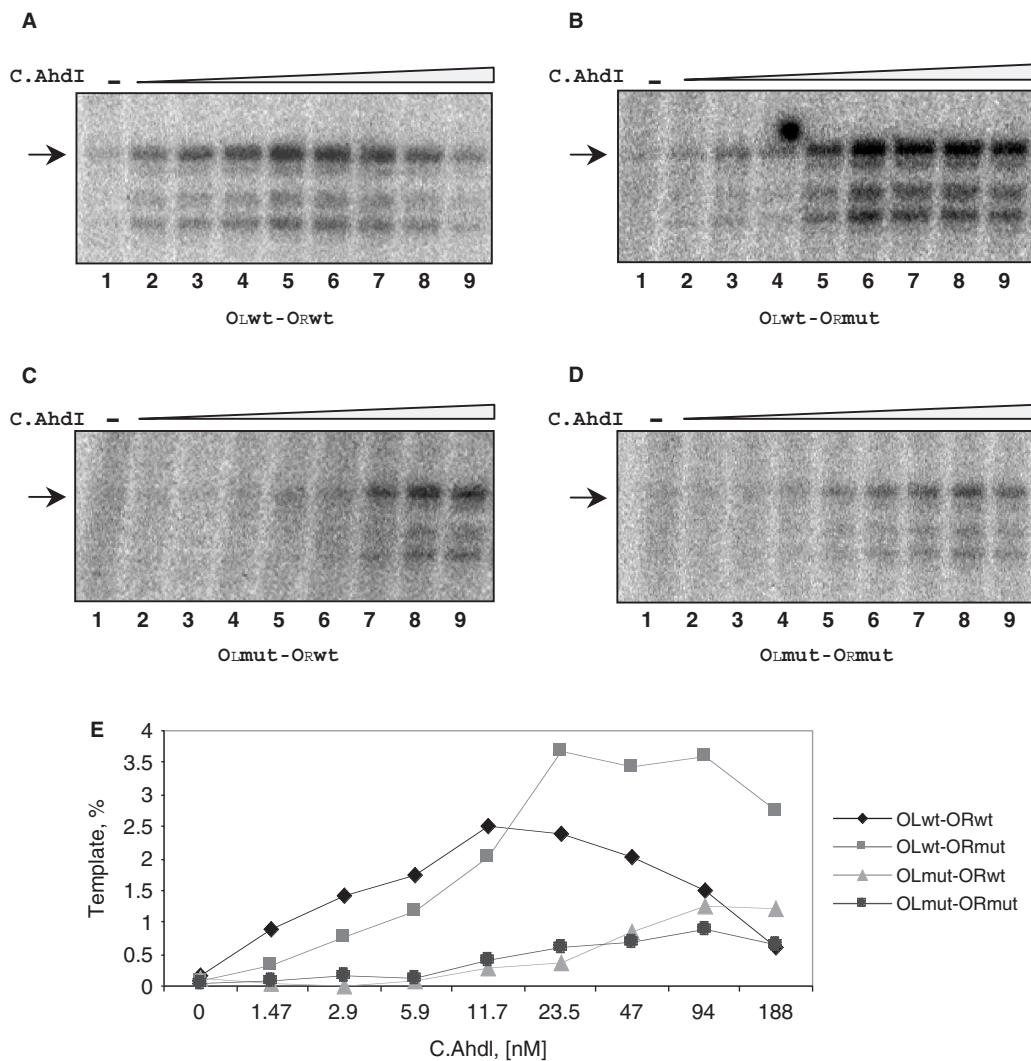 A
B
C.AhdI –
C.AhdI –
1 2 3 4 5 6 7 8 9
1 2 3 4 5 6 7 8 9
OLwt-ORwt
OLwt-ORmut
C
D
C.AhdI –
C.AhdI –
1 2 3 4 5 6 7 8 9
1 2 3 4 5 6 7 8 9
OLmut-ORwt
OLmut-ORmut
E
4
3.5
3
2.5
2
1.5
1
0.5
0
Template, %
0 1.47 2.9 5.9 11.7 23.5 47 94 188
C.AhdI, [nM]
OLwt-ORwt
OLwt-ORmut
OLmut-ORwt
OLmut-ORmut